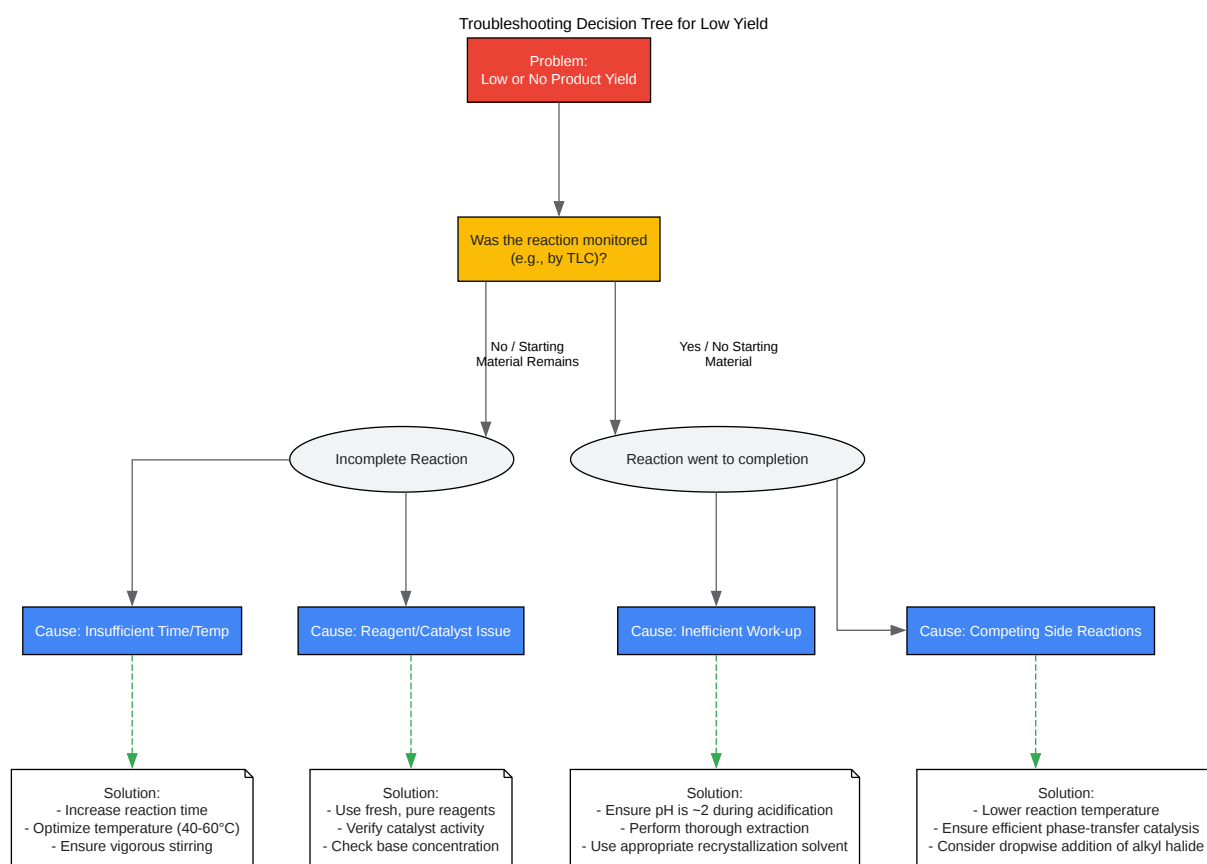 Troubleshooting Decision Tree for Low Yield
Problem:
Low or No Product Yield
Was the reaction monitored
(e.g., by TLC)?
No / Starting
Material Remains
Yes / No Starting
Material
Incomplete Reaction
Reaction went to completion
Cause: Insufficient Time/Temp
Cause: Reagent/Catalyst Issue
Cause: Inefficient Work-up
Cause: Competing Side Reactions
Solution:
- Increase reaction time
- Optimize temperature (40-60°C)
- Ensure vigorous stirring
Solution:
- Use fresh, pure reagents
- Verify catalyst activity
- Check base concentration
Solution:
- Ensure pH is ~2 during acidification
- Perform thorough extraction
- Use appropriate recrystallization solvent
Solution:
- Lower reaction temperature
- Ensure efficient phase-transfer catalysis
- Consider dropwise addition of alkyl halide